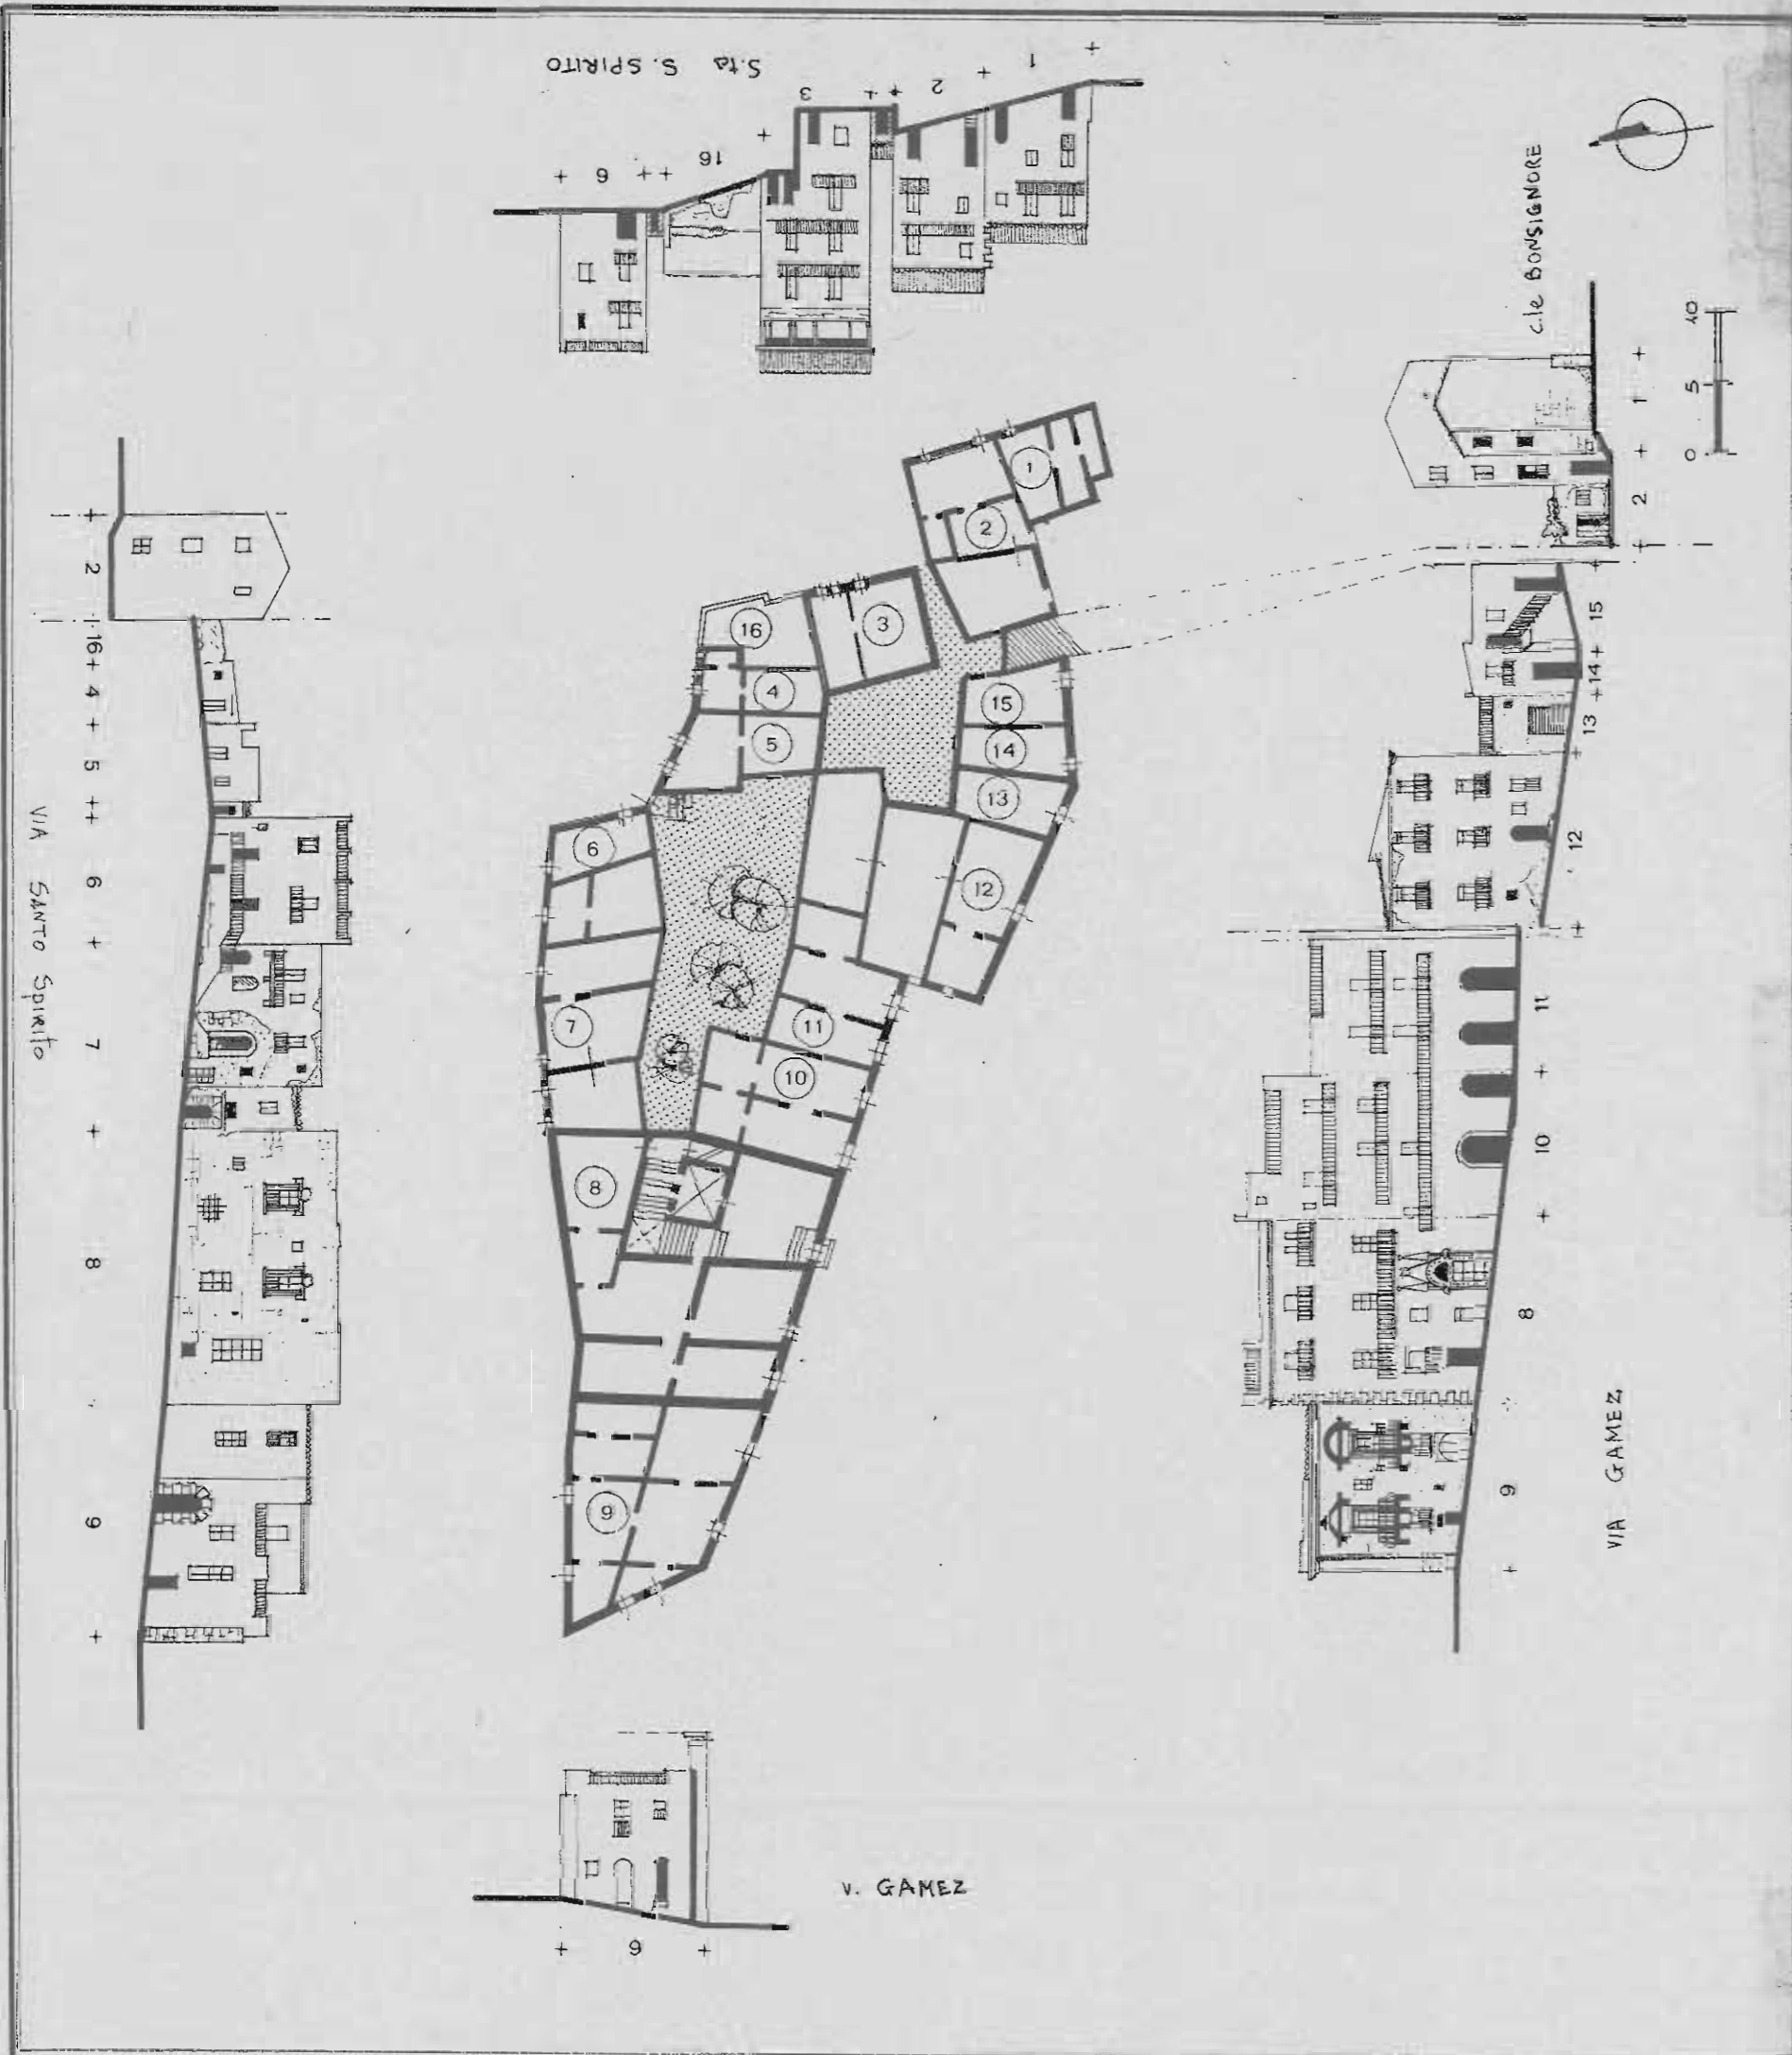 S.ta S. SPIRITO
+ 6 ++ 16 + 3 ++ 2 + 1 +
c.le BONSIGNORE
0 5 10
+ 1 + 2 +
15 +14+ 13 + 12 +
11 + 10 + 8 9 +
VIA GAMEZ
VIA SANTO SPIRITO
+ 2 16+ 4 + 5 ++ 6 + 7 + 8 9 +
1
2
3
16
4
5
15
14
13
6
12
7
11
10
8
9
V. GAMEZ
+ 9 +